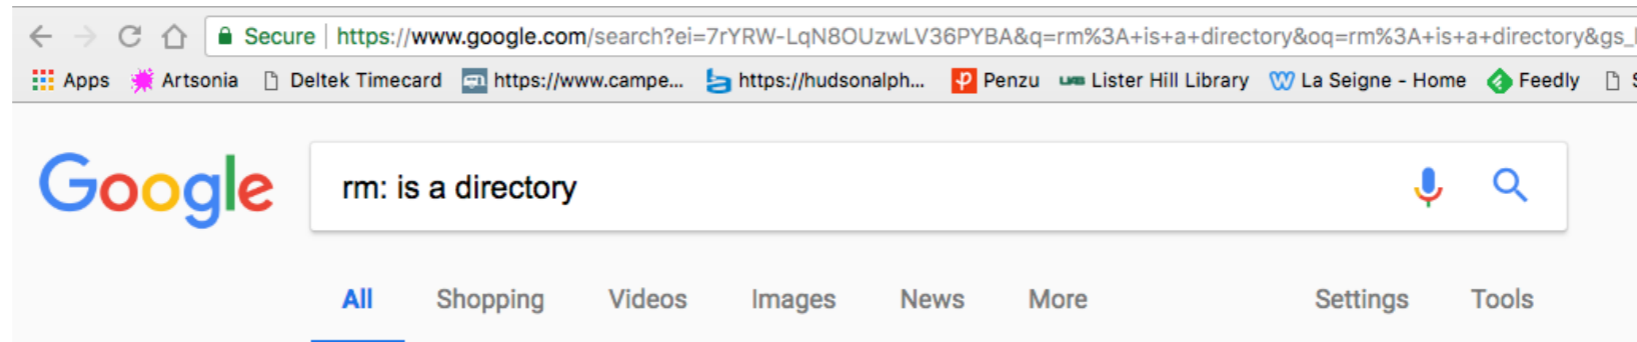 Secure | https://www.google.com/search?ei=7rYRW-LqN8OUzwLV36PYBA&q=rm%3A+is+a+directory&oq=rm%3A+is+a+directory&gs_
Apps Artsonia Deltek Timecard https://www.campe... https://hudsonalph... Penzu Lister Hill Library La Seigne - Home Feedly
Google rm: is a directory
All Shopping Videos Images News More Settings Tools